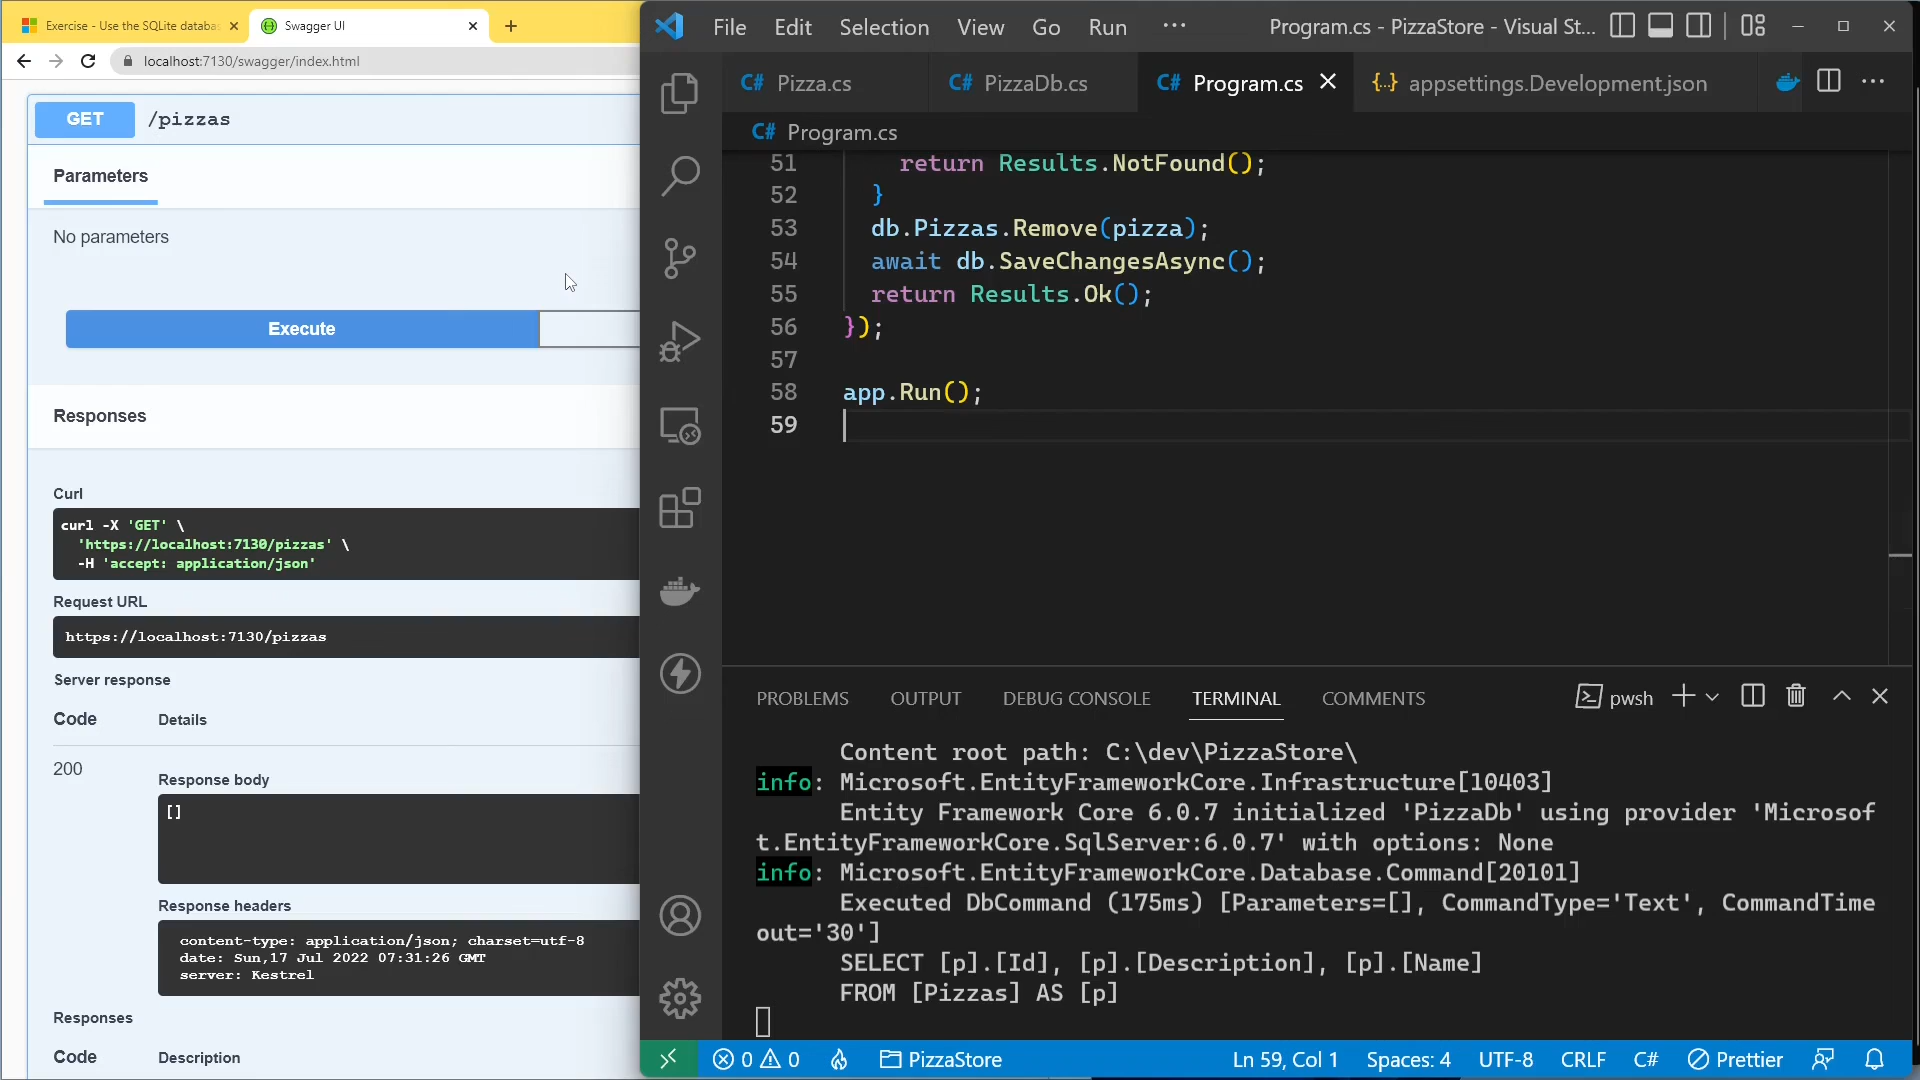 Exercise - Use the SQLite databas
Swagger UI
localhost:7130/swagger/index.html
GET /pizzas
Parameters
No parameters
Execute
Responses
Curl
curl -X 'GET' \
'https://localhost:7130/pizzas' \
-H 'accept: application/json'
Request URL
https://localhost:7130/pizzas
Server response
Code Details
200
Response body
[]
Response headers
content-type: application/json; charset=utf-8
date: Sun,17 Jul 2022 07:31:26 GMT
server: Kestrel
Responses
Code Description
File Edit Selection View Go Run ··· Program.cs - PizzaStore - Visual St...
C# Pizza.cs C# PizzaDb.cs C# Program.cs {..} appsettings.Development.json ···
C# Program.cs
51 return Results.NotFound();
52 }
53 db.Pizzas.Remove(pizza);
54 await db.SaveChangesAsync();
55 return Results.Ok();
56 });
57
58 app.Run();
59
PROBLEMS OUTPUT DEBUG CONSOLE TERMINAL COMMENTS pwsh
Content root path: C:\dev\PizzaStore\
info: Microsoft.EntityFrameworkCore.Infrastructure[10403]
Entity Framework Core 6.0.7 initialized 'PizzaDb' using provider 'Microsof
t.EntityFrameworkCore.SqlServer:6.0.7' with options: None
info: Microsoft.EntityFrameworkCore.Database.Command[20101]
Executed DbCommand (175ms) [Parameters=[], CommandType='Text', CommandTime
out='30']
SELECT [p].[Id], [p].[Description], [p].[Name]
FROM [Pizzas] AS [p]
0 0 PizzaStore Ln 59, Col 1 Spaces: 4 UTF-8 CRLF C# Prettier